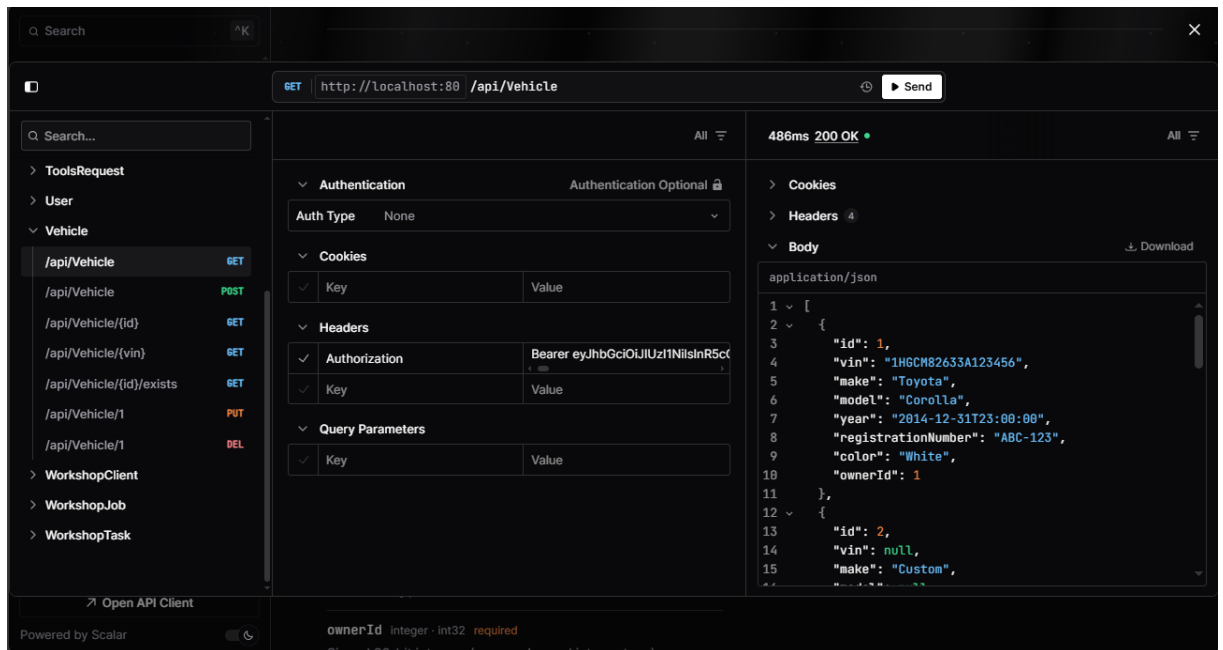 Search ^K
GET http://localhost:80 /api/Vehicle Send
Search...
ToolsRequest
User
Vehicle
/api/Vehicle GET
/api/Vehicle POST
/api/Vehicle/{id} GET
/api/Vehicle/{vin} GET
/api/Vehicle/{id}/exists GET
/api/Vehicle/1 PUT
/api/Vehicle/1 DEL
WorkshopClient
WorkshopJob
WorkshopTask
Open API Client
Powered by Scalar
All
Authentication Authentication Optional
Auth Type None
Cookies
Key Value
Headers
Authorization Bearer
Key Value
Query Parameters
Key Value
486ms 200 OK All
Cookies
Headers 4
Body Download
application/json
1 [
2 {
3 "id": 1,
4 "vin": "1HGCM82633A123456",
5 "make": "Toyota",
6 "model": "Corolla",
7 "year": "2014-12-31T23:00:00",
8 "registrationNumber": "ABC-123",
9 "color": "White",
10 "ownerId": 1
11 },
12 {
13 "id": 2,
14 "vin": null,
15 "make": "Custom",
ownerId integer · int32 required